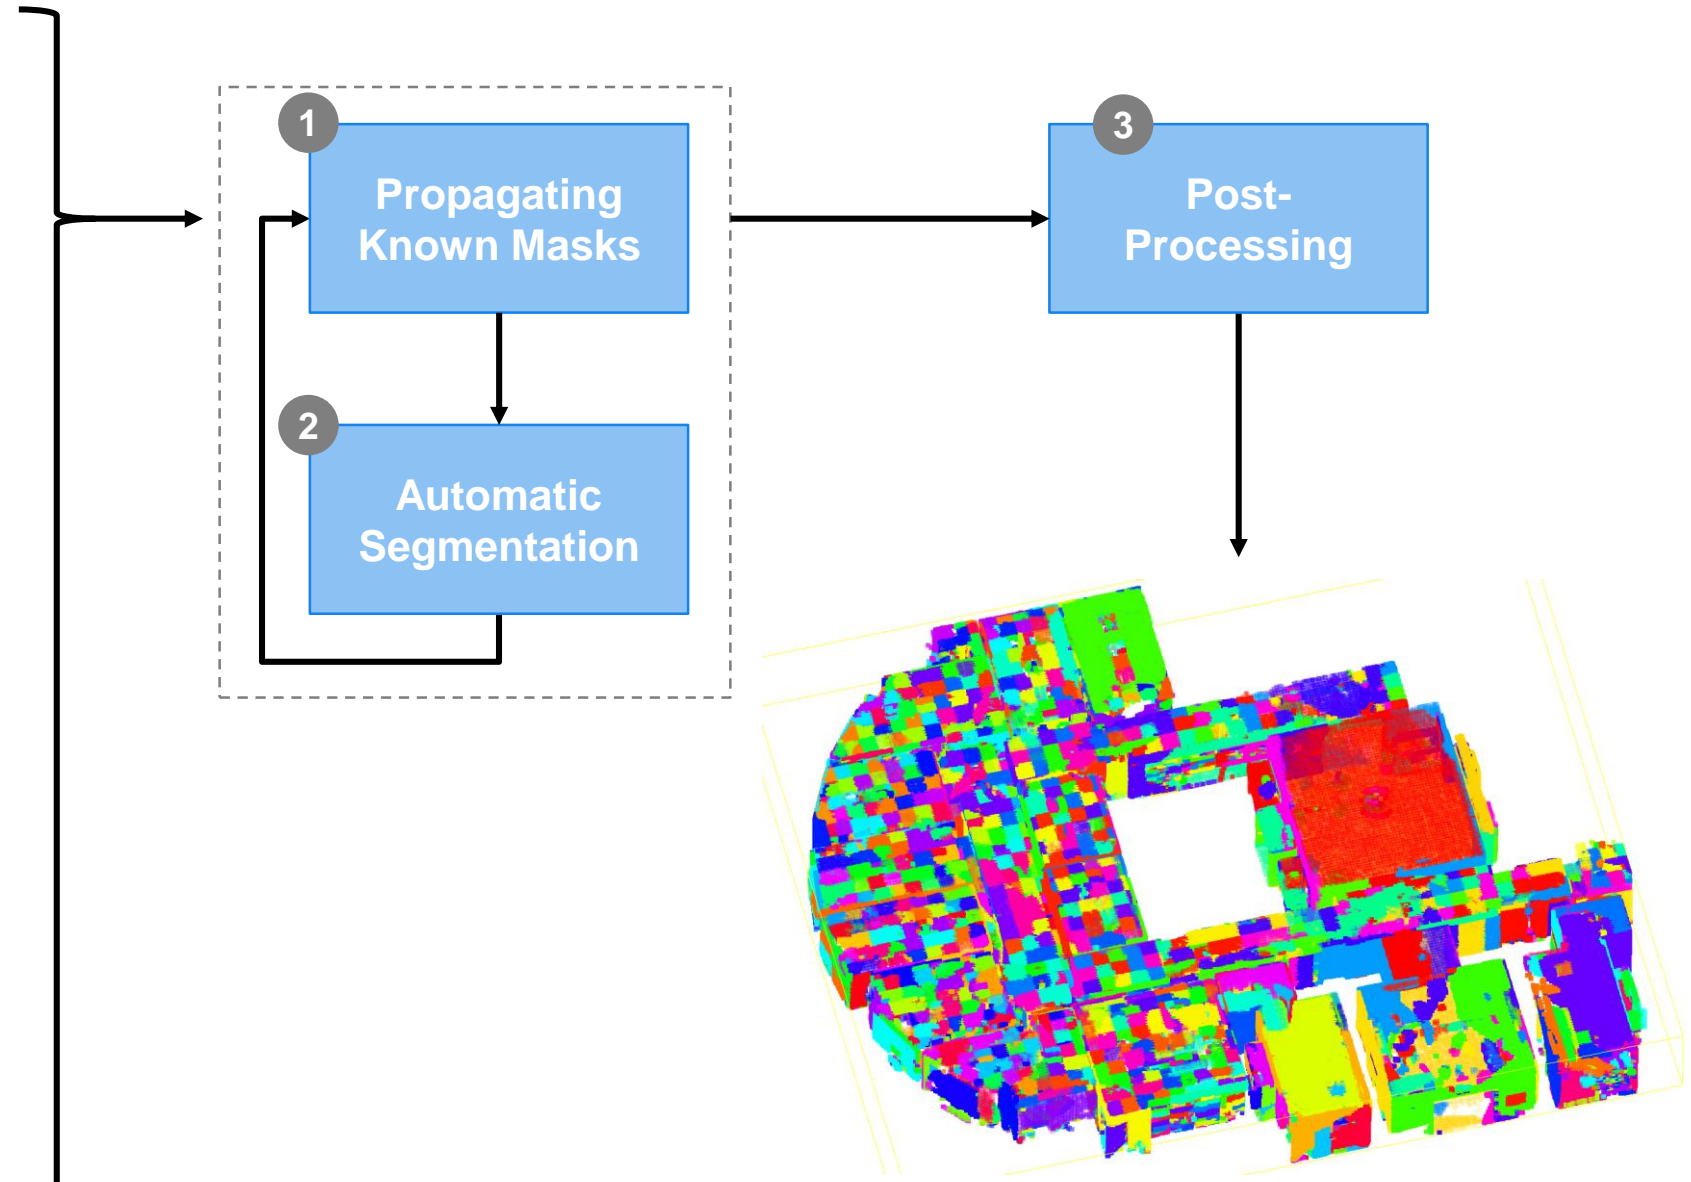 1
Propagating
Known Masks
2
Automatic
Segmentation
3
Post-
Processing